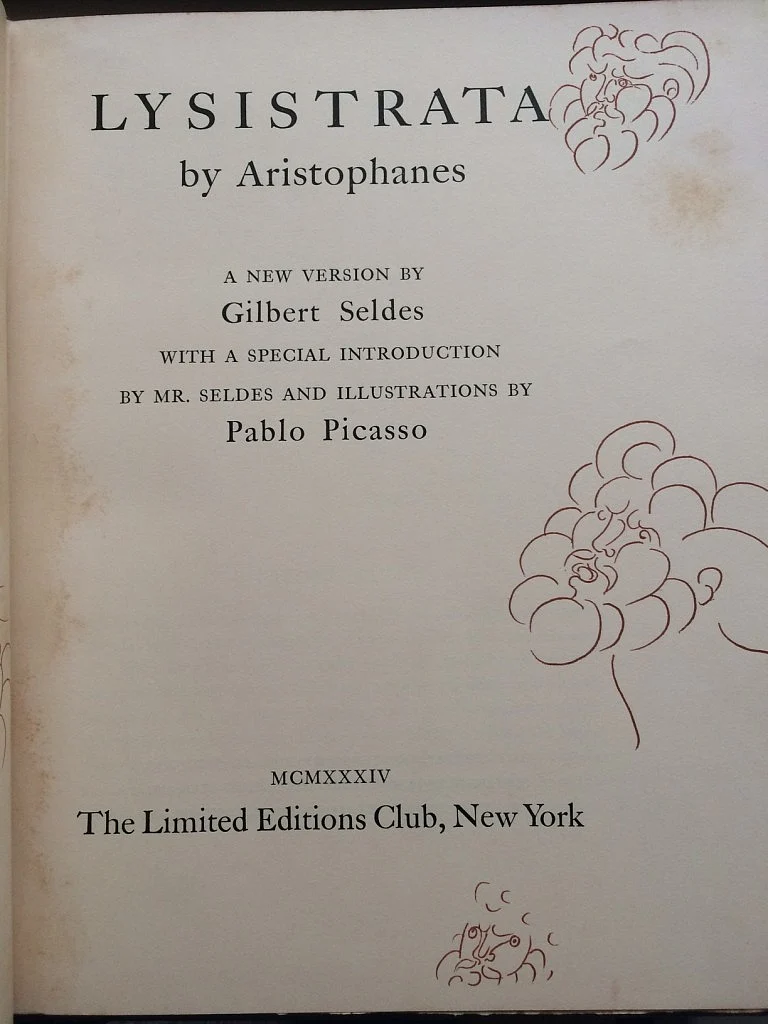 LYSISTRATA
by Aristophanes
A NEW VERSION BY
Gilbert Seldes
WITH A SPECIAL INTRODUCTION
BY MR. SELDES AND ILLUSTRATIONS BY
Pablo Picasso
MCMXXXIV
The Limited Editions Club, New York